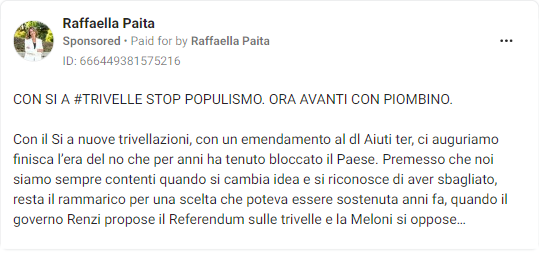 Raffaella Paita
Sponsored • Paid for by Raffaella Paita
ID: 666449381575216
CON SI A #TRIVELLE STOP POPULISMO. ORA AVANTI CON PIOMBINO.
Con il Si a nuove trivellazioni, con un emendamento al dl Aiuti ter, ci auguriamo
finisca l’era del no che per anni ha tenuto bloccato il Paese. Premesso che noi
siamo sempre contenti quando si cambia idea e si riconosce di aver sbagliato,
resta il rammarico per una scelta che poteva essere sostenuta anni fa, quando il
governo Renzi propose il Referendum sulle trivelle e la Meloni si oppose…